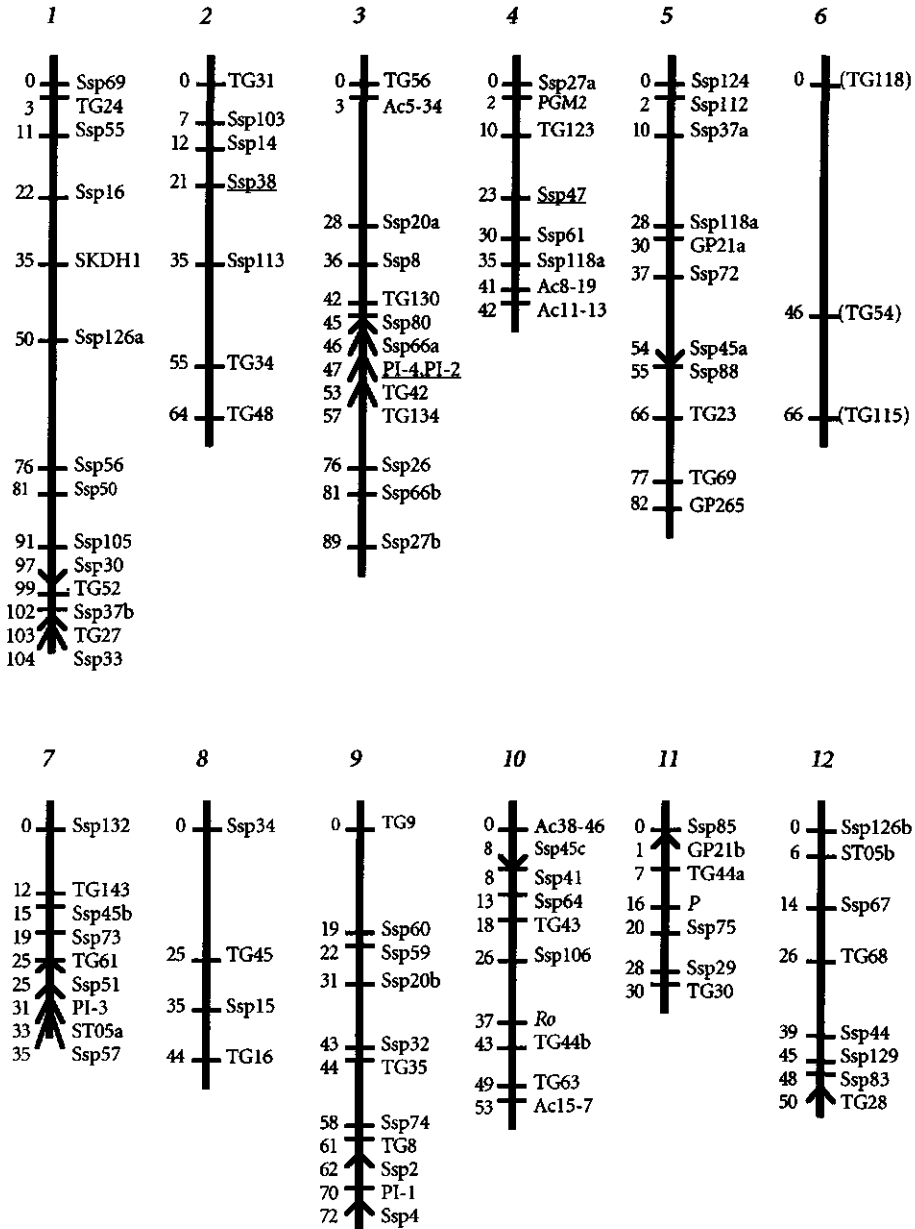 1
0 Ssp69
3 TG24
11 Ssp55
22 Ssp16
35 SKDH1
50 Ssp126a
76 Ssp56
81 Ssp50
91 Ssp105
97 Ssp30
99 TG52
102 Ssp37b
103 TG27
104 Ssp33
2
0 TG31
7 Ssp103
12 Ssp14
21 Ssp38
35 Ssp113
55 TG34
64 TG48
3
0 TG56
3 Ac5-34
28 Ssp20a
36 Ssp8
42 TG130
45 Ssp80
46 Ssp66a
47 PI-4,PI-2
53 TG42
57 TG134
76 Ssp26
81 Ssp66b
89 Ssp27b
4
0 Ssp27a
2 PGM2
10 TG123
23 Ssp47
30 Ssp61
35 Ssp118a
41 Ac8-19
42 Ac11-13
5
0 Ssp124
2 Ssp112
10 Ssp37a
28 Ssp118a
30 GP21a
37 Ssp72
54 Ssp45a
55 Ssp88
66 TG23
77 TG69
82 GP265
6
0 (TG118)
46 (TG54)
66 (TG115)
7
0 Ssp132
12 TG143
15 Ssp45b
19 Ssp73
25 TG61
25 Ssp51
31 PI-3
33 ST05a
35 Ssp57
8
0 Ssp34
25 TG45
35 Ssp15
44 TG16
9
0 TG9
19 Ssp60
22 Ssp59
31 Ssp20b
43 Ssp32
44 TG35
58 Ssp74
61 TG8
62 Ssp2
70 PI-1
72 Ssp4
10
0 Ac38-46
8 Ssp45c
8 Ssp41
13 Ssp64
18 TG43
26 Ssp106
37 Ro
43 TG44b
49 TG63
53 Ac15-7
11
0 Ssp85
1 GP21b
7 TG44a
16 P
20 Ssp75
28 Ssp29
30 TG30
12
0 Ssp126b
6 ST05b
14 Ssp67
26 TG68
39 Ssp44
45 Ssp129
48 Ssp83
50 TG28